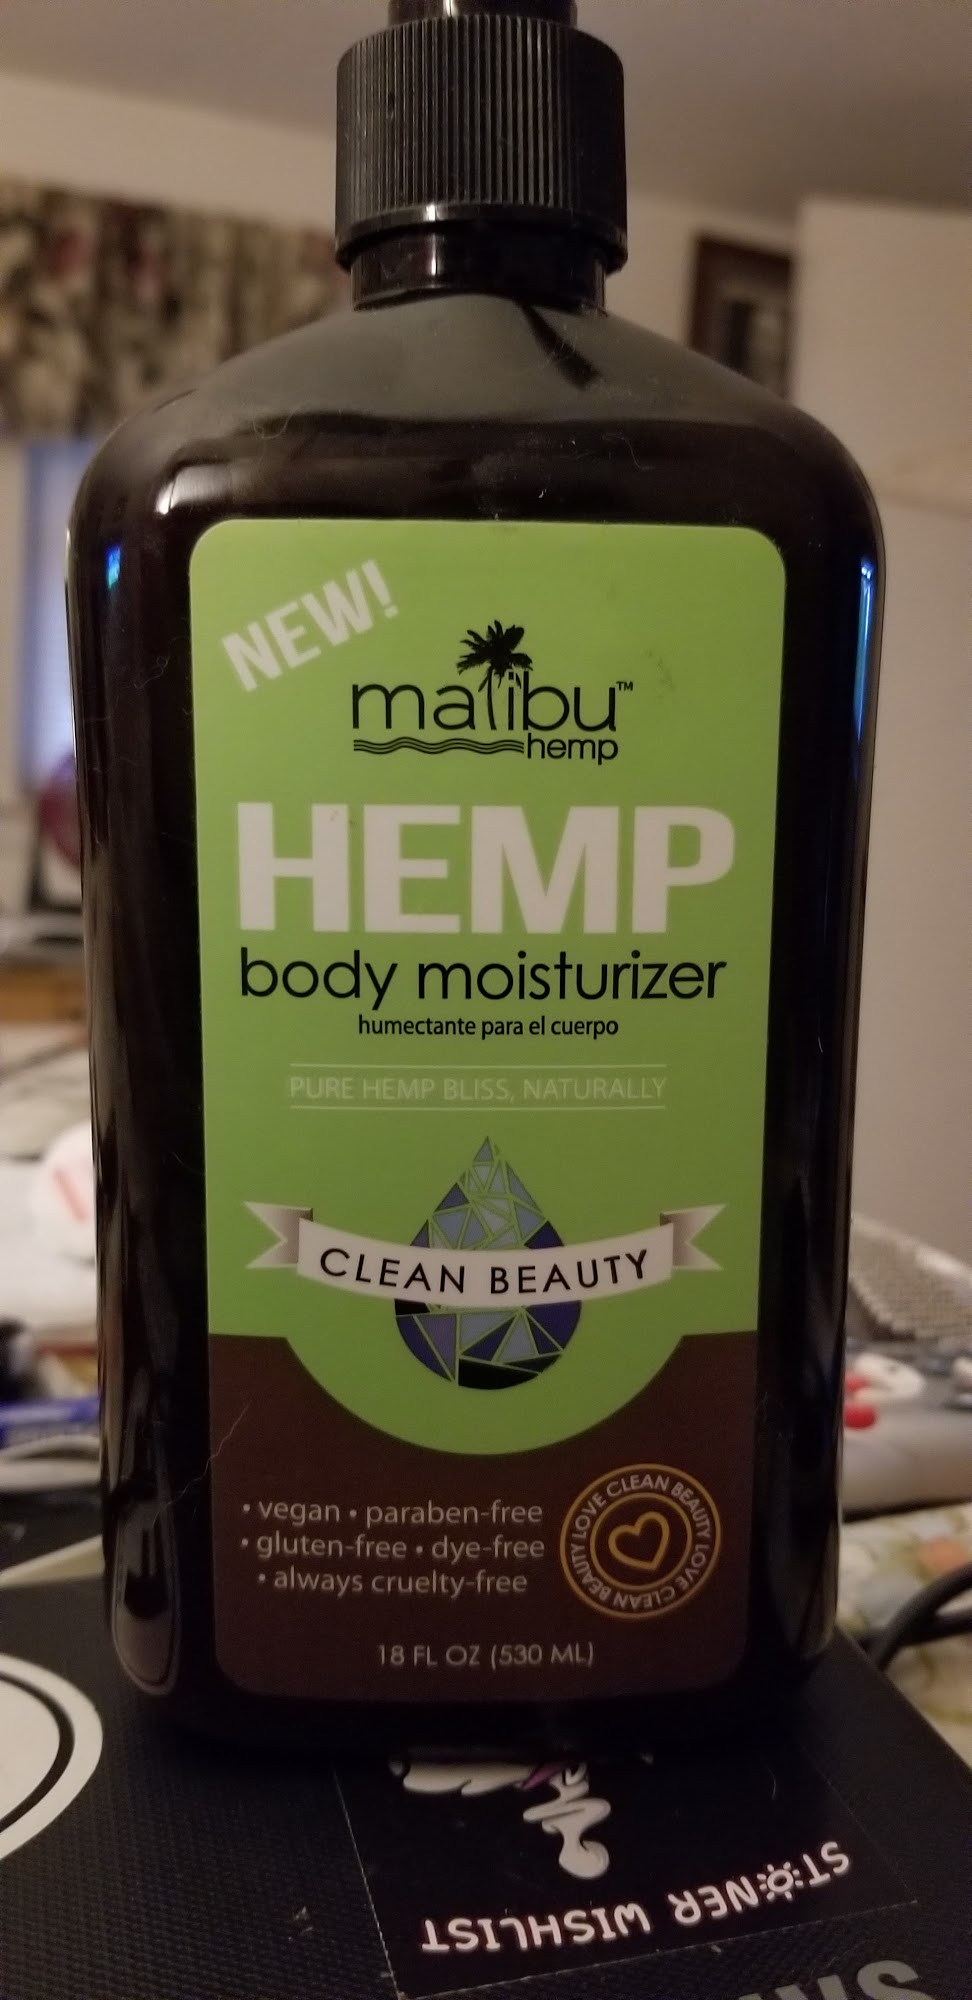 NEW!
malibu™
hemp
HEMP
body moisturizer
humectante para el cuerpo
PURE HEMP BLISS, NATURALLY
CLEAN BEAUTY
• vegan • paraben-free
• gluten-free • dye-free
• always cruelty-free
LOVE CLEAN BEAUTY LOVE CLEAN BEAUTY
18 FL OZ (530 ML)
STONER WISHLIST